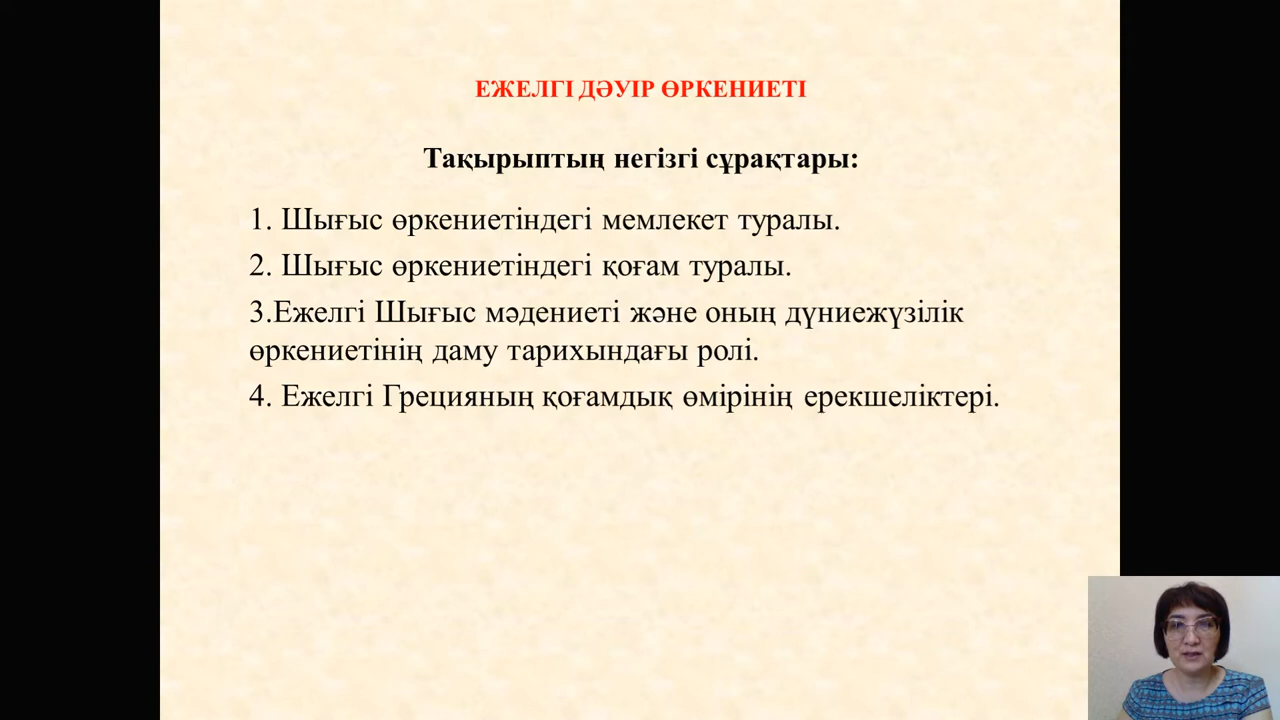 ЕЖЕЛГІ ДӘУІР ӨРКЕНИЕТІ
Тақырыптың негізгі сұрақтары:
1. Шығыс өркениетіндегі мемлекет туралы.
2. Шығыс өркениетіндегі қоғам туралы.
3.Ежелгі Шығыс мәдениеті және оның дүниежүзілік
өркениетінің даму тарихындағы ролі.
4. Ежелгі Грецияның қоғамдық өмірінің ерекшеліктері.